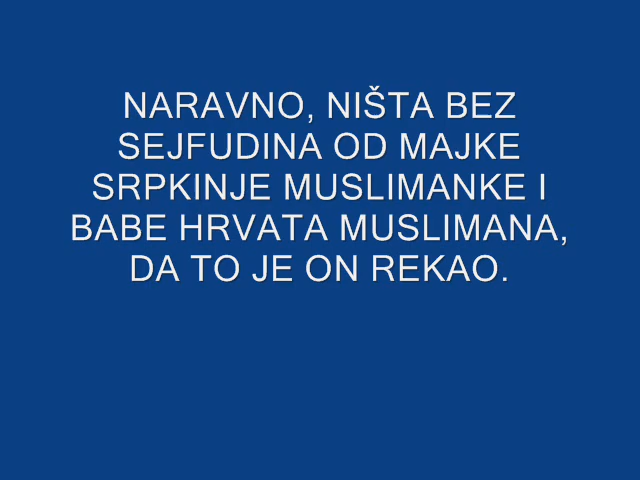 NARAVNO, NIŠTA BEZ
SEJFUDINA OD MAJKE
SRPKINJE MUSLIMANKE I
BABE HRVATA MUSLIMANA,
DA TO JE ON REKAO.